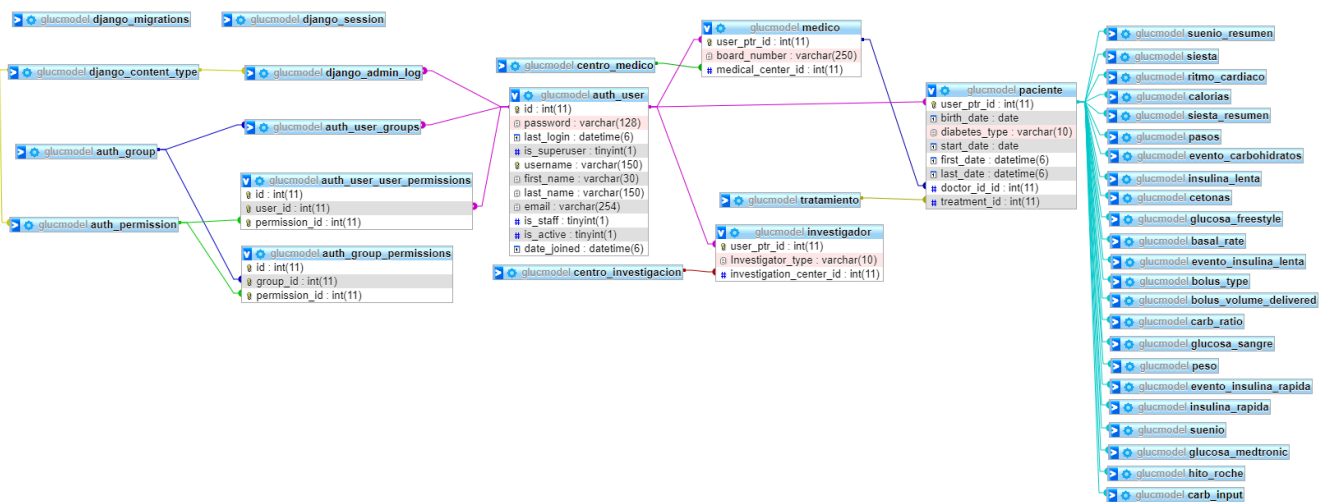 glucmodel django_migrations
glucmodel django_session
glucmodel django_content_type
glucmodel django_admin_log
glucmodel auth_user_groups
glucmodel auth_group
glucmodel auth_user_user_permissions
id : int(11)
user_id : int(11)
permission_id : int(11)
glucmodel auth_permission
glucmodel auth_group_permissions
id : int(11)
group_id : int(11)
permission_id : int(11)
glucmodel centro_medico
glucmodel auth_user
id : int(11)
password : varchar(128)
last_login : datetime(6)
is_superuser : tinyint(1)
username : varchar(150)
first_name : varchar(30)
last_name : varchar(150)
email : varchar(254)
is_staff : tinyint(1)
is_active : tinyint(1)
date_joined : datetime(6)
glucmodel centro_investigacion
glucmodel medico
user_ptr_id : int(11)
board_number : varchar(250)
medical_center_id : int(11)
glucmodel tratamiento
glucmodel investigador
user_ptr_id : int(11)
Investigator_type : varchar(10)
investigation_center_id : int(11)
glucmodel paciente
user_ptr_id : int(11)
birth_date : date
diabetes_type : varchar(10)
start_date : date
first_date : datetime(6)
last_date : datetime(6)
doctor_id_id : int(11)
treatment_id : int(11)
glucmodel suenio_resumen
glucmodel siesta
glucmodel ritmo_cardiaco
glucmodel calorias
glucmodel siesta_resumen
glucmodel pasos
glucmodel evento_carbohidratos
glucmodel insulina_lenta
glucmodel cetonas
glucmodel glucosa_freestyle
glucmodel basal_rate
glucmodel evento_insulina_lenta
glucmodel bolus_type
glucmodel bolus_volume_delivered
glucmodel carb_ratio
glucmodel glucosa_sangre
glucmodel peso
glucmodel evento_insulina_rapida
glucmodel insulina_rapida
glucmodel suenio
glucmodel glucosa_medtronic
glucmodel hito_roche
glucmodel carb_input